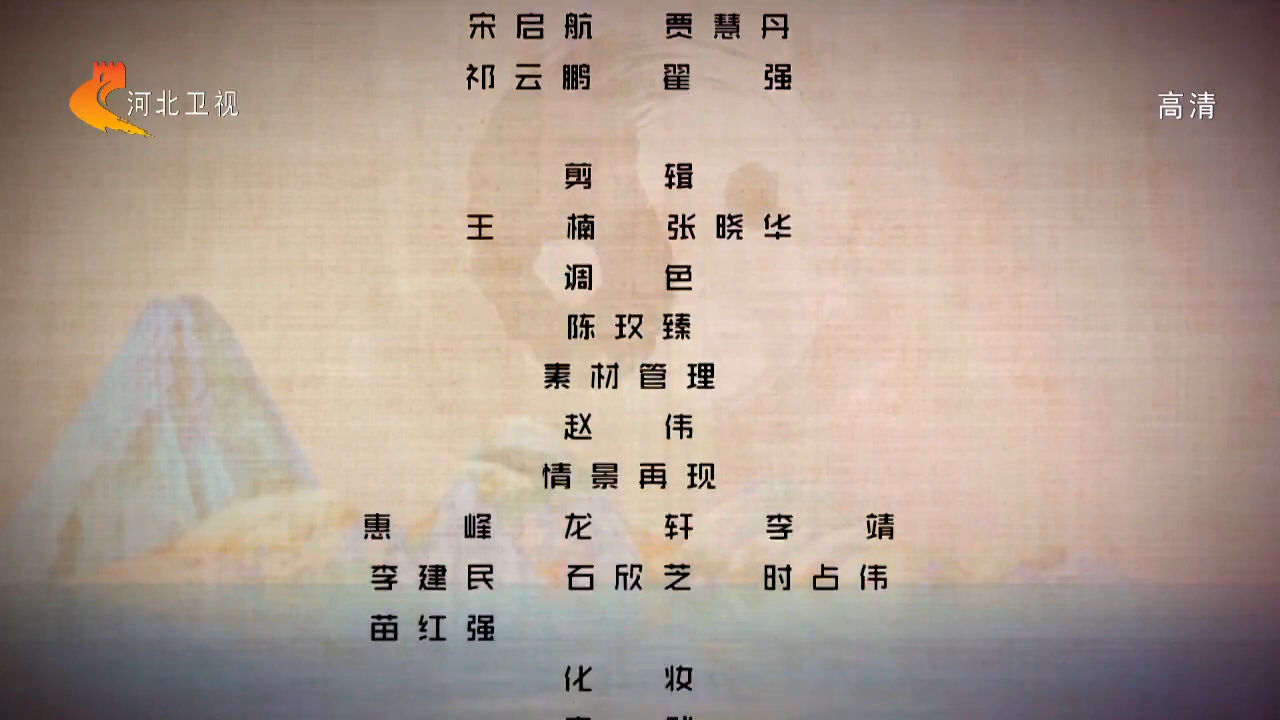 宋启航 贾慧丹
祁云鹏 翟强
河北卫视
高清
剪辑
王楠 张晓华
调色
陈玫臻
素材管理
赵伟
情景再现
惠峰 龙轩 李靖
李建民 石欣芝 时占伟
苗红强
化妆